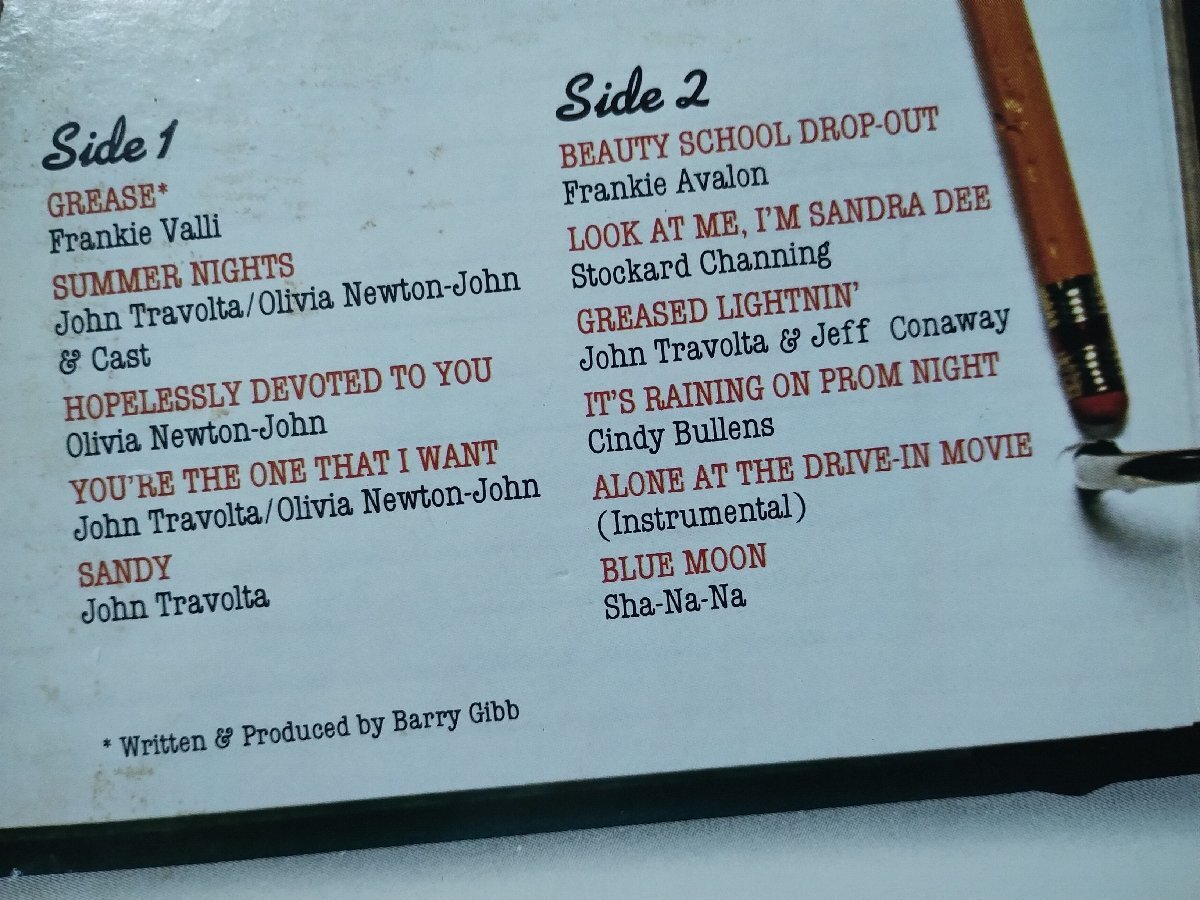 Side 1
GREASE*
Frankie Valli
SUMMER NIGHTS
John Travolta/Olivia Newton-John
& Cast
HOPELESSLY DEVOTED TO YOU
Olivia Newton-John
YOU'RE THE ONE THAT I WANT
John Travolta/Olivia Newton-John
SANDY
John Travolta
* Written & Produced by Barry Gibb
Side 2
BEAUTY SCHOOL DROP-OUT
Frankie Avalon
LOOK AT ME, I'M SANDRA DEE
Stockard Channing
GREASED LIGHTNIN'
John Travolta & Jeff Conaway
IT'S RAINING ON PROM NIGHT
Cindy Bullens
ALONE AT THE DRIVE-IN MOVIE
(Instrumental)
BLUE MOON
Sha-Na-Na